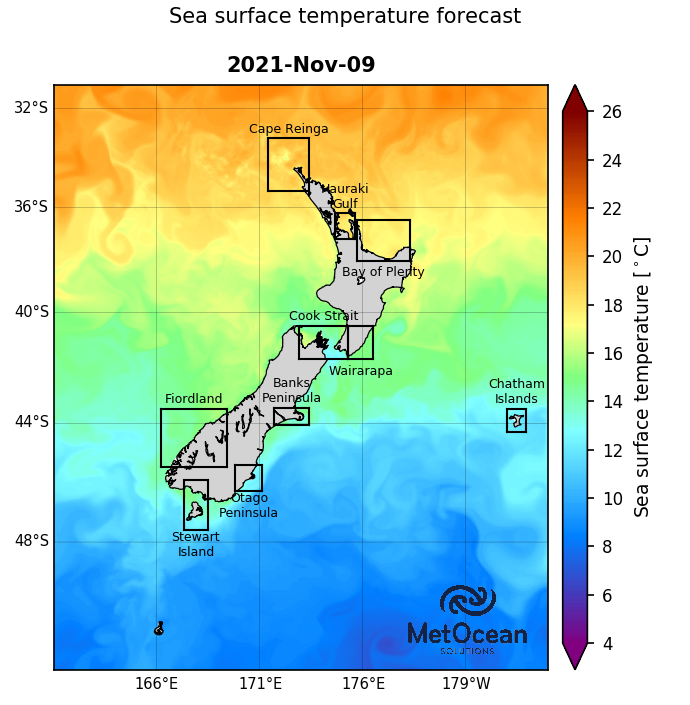 Sea surface temperature forecast
2021-Nov-09
32°S
36°S
40°S
44°S
48°S
166°E
171°E
176°E
179°W
Cape Reinga
Hauraki
Gulf
Bay of Plenty
Cook Strait
Wairarapa
Banks
Peninsula
Fiordland
Chatham
Islands
Otago
Peninsula
Stewart
Island
MetOcean
SOLUTIONS
26
24
22
20
18
16
14
12
10
8
6
4
Sea surface temperature [°C]